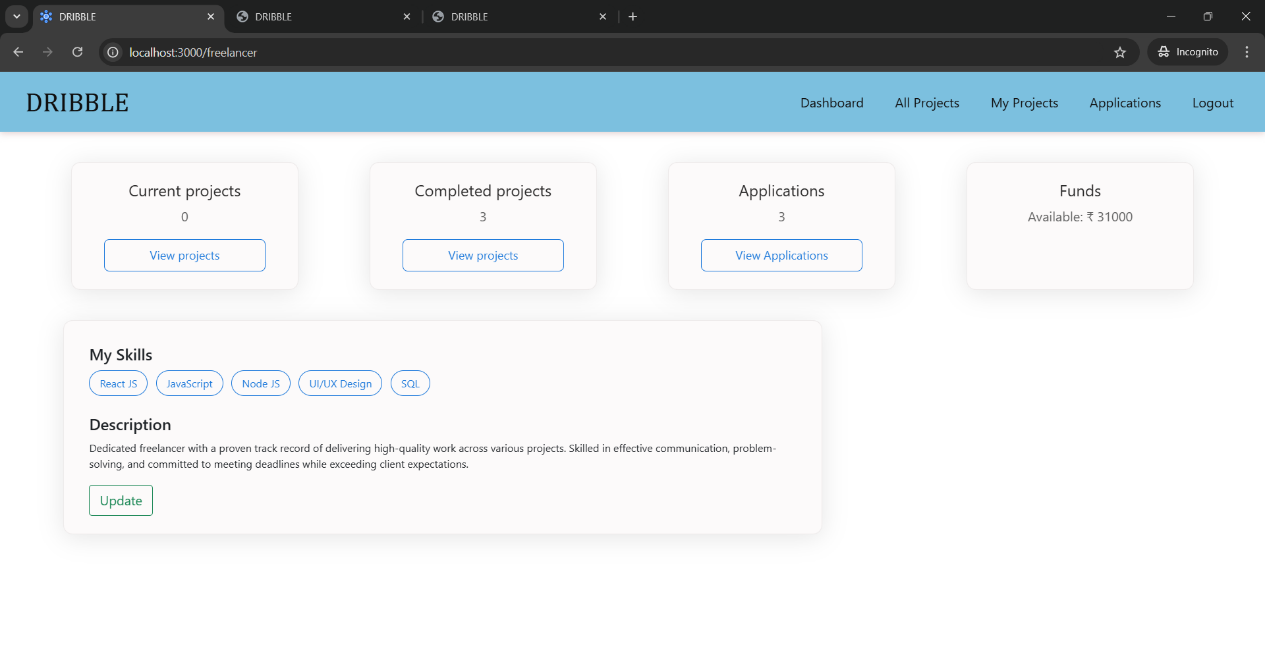 DRIBBLE
DRIBBLE
DRIBBLE
localhost:3000/freelancer
Incognito
DRIBBLE
Dashboard
All Projects
My Projects
Applications
Logout
Current projects
0
View projects
Completed projects
3
View projects
Applications
3
View Applications
Funds
Available: ₹ 31000
My Skills
React JS
JavaScript
Node JS
UI/UX Design
SQL
Description
Dedicated freelancer with a proven track record of delivering high-quality work across various projects. Skilled in effective communication, problem-
solving, and committed to meeting deadlines while exceeding client expectations.
Update